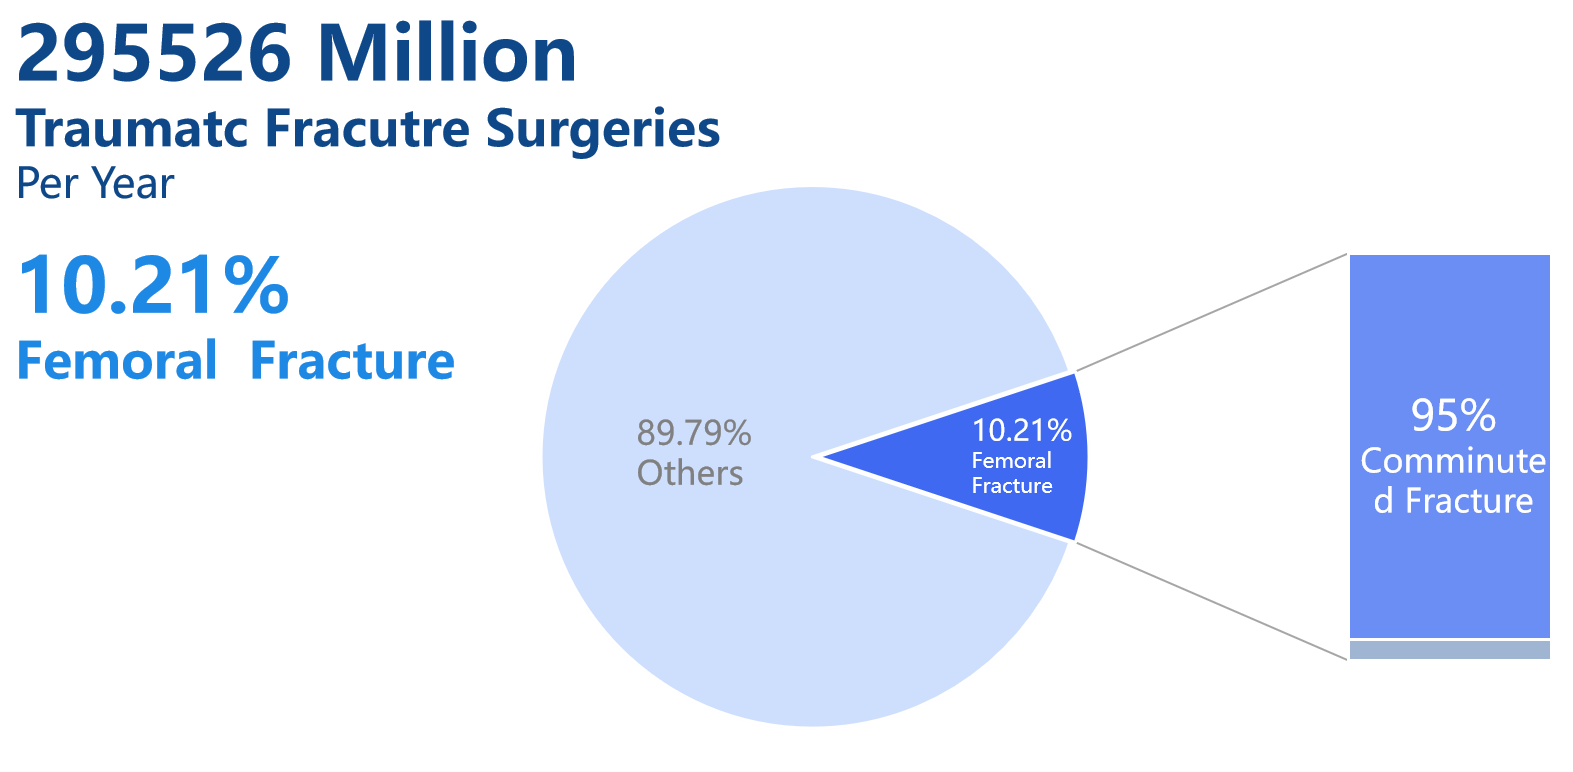 295526 Million
Traumatc Fracutre Surgeries
Per Year
10.21%
Femoral  Fracture
89.79%
Others
10.21%
Femoral
Fracture
95%
Comminute
d Fracture